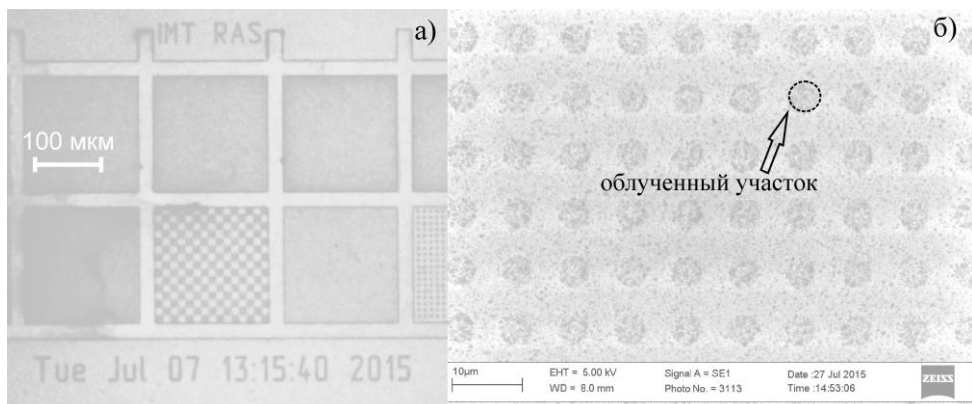 IMT RAS
а)
100 мкм
Tue Jul 07 13:15:40 2015
б)
облученный участок
10µm
EHT = 5.00 kV
Signal A = SE1
Date :27 Jul 2015
WD = 6.0 mm
Photo No. = 3113
Time :14:53:06
ZEISS